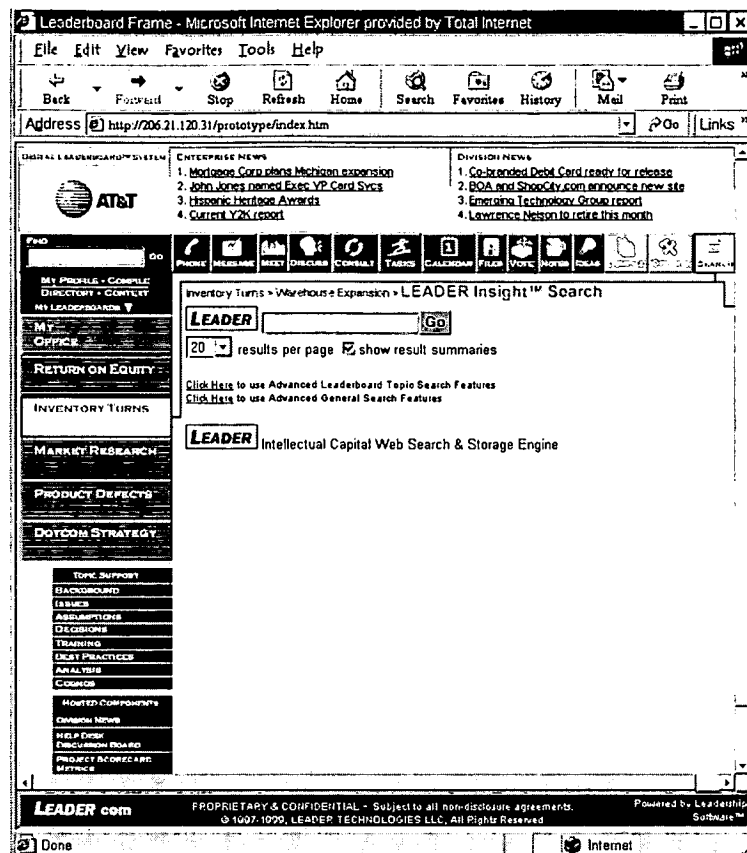 Leaderboard Frame - Microsoft Internet Explorer provided by Total Internet
File Edit View Favorites Tools Help
Back Forward Stop Refresh Home Search Favorites History Mail Print
Address http://206.21.120.31/prototype/index.htm Go Links
DIGITAL LEADERBOARD™ SYSTEM
AT&T
ENTERPRISE NEWS
1. Mortgage Corp plans Michigan expansion
2. John Jones named Exec VP Card Svcs
3. Hispanic Heritage Awards
4. Current Y2K report
DIVISION NEWS
1. Co-branded Debit Card ready for release
2. BOA and ShopCity.com announce new site
3. Emerging Technology Group report
4. Lawrence Nelson to retire this month
FIND
GO
PHONE MESSAGE MEET DISCUSS CONSULT TASKS CALENDAR FILES VOTE NOTES IDEAS SEARCH
MY PROFILE - COMPILE
DIRECTORY - CONTEXT
MY LEADERBOARDS ▼
MY OFFICE
RETURN ON EQUITY
INVENTORY TURNS
MARKET RESEARCH
PRODUCT DEFECTS
DOTCOM STRATEGY
TOPIC SUPPORT
BACKGROUND
ISSUES
ASSUMPTIONS
DECISIONS
TRAINING
BEST PRACTICES
ANALYSIS
COGNOS
HOSTED COMPONENTS
DIVISION NEWS
HELP DESK
DISCUSSION BOARD
PROJECT SCORECARD
METRICS
Inventory Turns » Warehouse Expansion » LEADER Insight™ Search
LEADER Go
20 results per page show result summaries
Click Here to use Advanced Leaderboard Topic Search Features
Click Here to use Advanced General Search Features
LEADER Intellectual Capital Web Search & Storage Engine
LEADER com
PROPRIETARY & CONFIDENTIAL - Subject to all non-disclosure agreements.
© 1997-1999, LEADER TECHNOLOGIES LLC, All Rights Reserved
Powered by Leadership
Software™
Done Internet